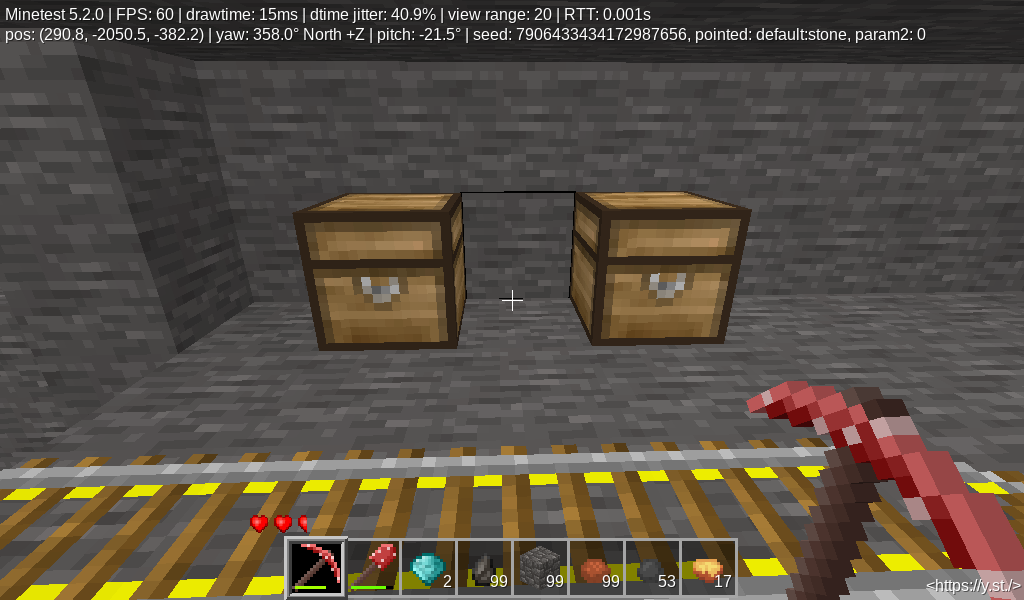 Minetest 5.2.0 | FPS: 60 | drawtime: 15ms | dtime jitter: 40.9% | view range: 20 | RTT: 0.001s
pos: (290.8, -2050.5, -382.2) | yaw: 358.0° North +Z | pitch: -21.5° | seed: 7906433434172987656, pointed: default:stone, param2: 0
2 99 99 99 53 17
<https://y.st./>